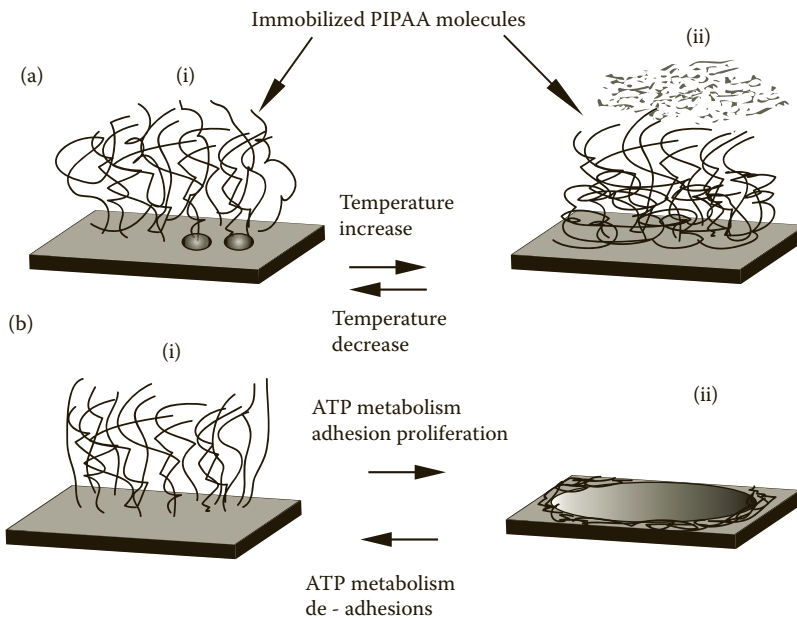 Immobilized PIPAA molecules
(a)
(i)
(ii)
Temperature
increase
Temperature
decrease
(b)
(i)
(ii)
ATP metabolism
adhesion proliferation
ATP metabolism
de - adhesions